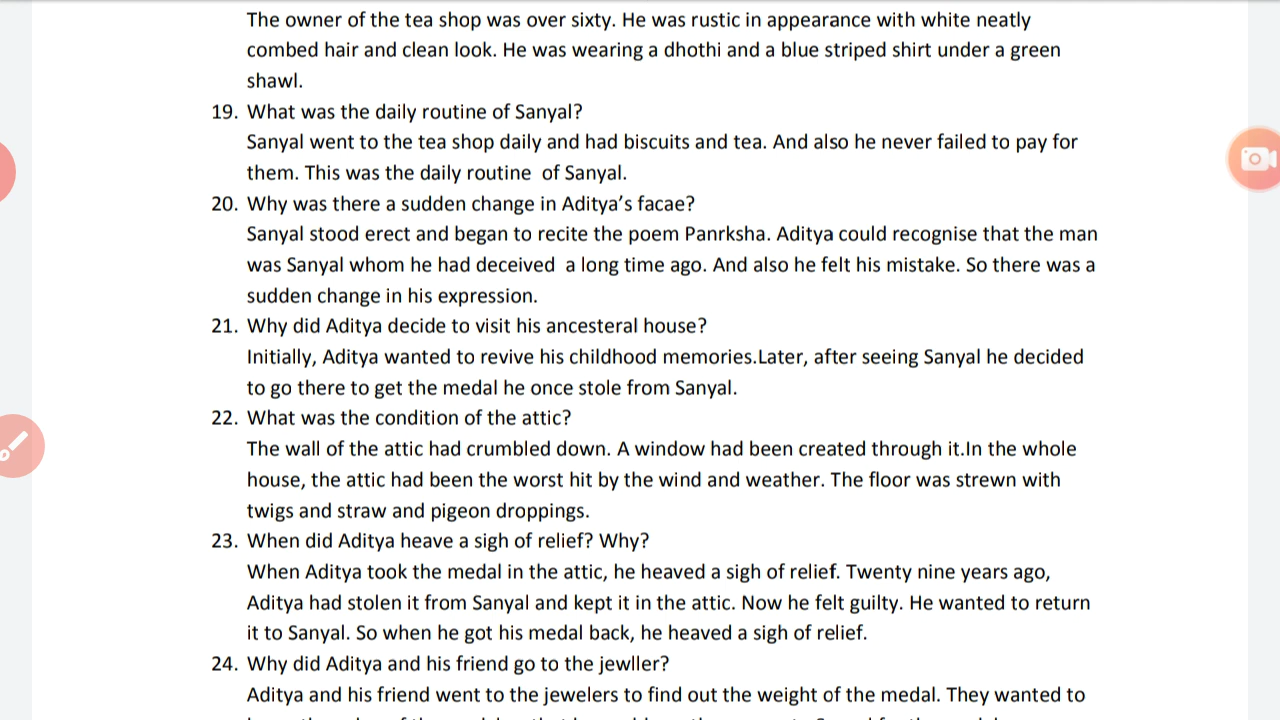 The owner of the tea shop was over sixty. He was rustic in appearance with white neatly
combed hair and clean look. He was wearing a dhothi and a blue striped shirt under a green
shawl.
19. What was the daily routine of Sanyal?
Sanyal went to the tea shop daily and had biscuits and tea. And also he never failed to pay for
them. This was the daily routine of Sanyal.
20. Why was there a sudden change in Aditya's facae?
Sanyal stood erect and began to recite the poem Panrksha. Aditya could recognise that the man
was Sanyal whom he had deceived a long time ago. And also he felt his mistake. So there was a
sudden change in his expression.
21. Why did Aditya decide to visit his ancesteral house?
Initially, Aditya wanted to revive his childhood memories.Later, after seeing Sanyal he decided
to go there to get the medal he once stole from Sanyal.
22. What was the condition of the attic?
The wall of the attic had crumbled down. A window had been created through it.In the whole
house, the attic had been the worst hit by the wind and weather. The floor was strewn with
twigs and straw and pigeon droppings.
23. When did Aditya heave a sigh of relief? Why?
When Aditya took the medal in the attic, he heaved a sigh of relief. Twenty nine years ago,
Aditya had stolen it from Sanyal and kept it in the attic. Now he felt guilty. He wanted to return
it to Sanyal. So when he got his medal back, he heaved a sigh of relief.
24. Why did Aditya and his friend go to the jewller?
Aditya and his friend went to the jewelers to find out the weight of the medal. They wanted to